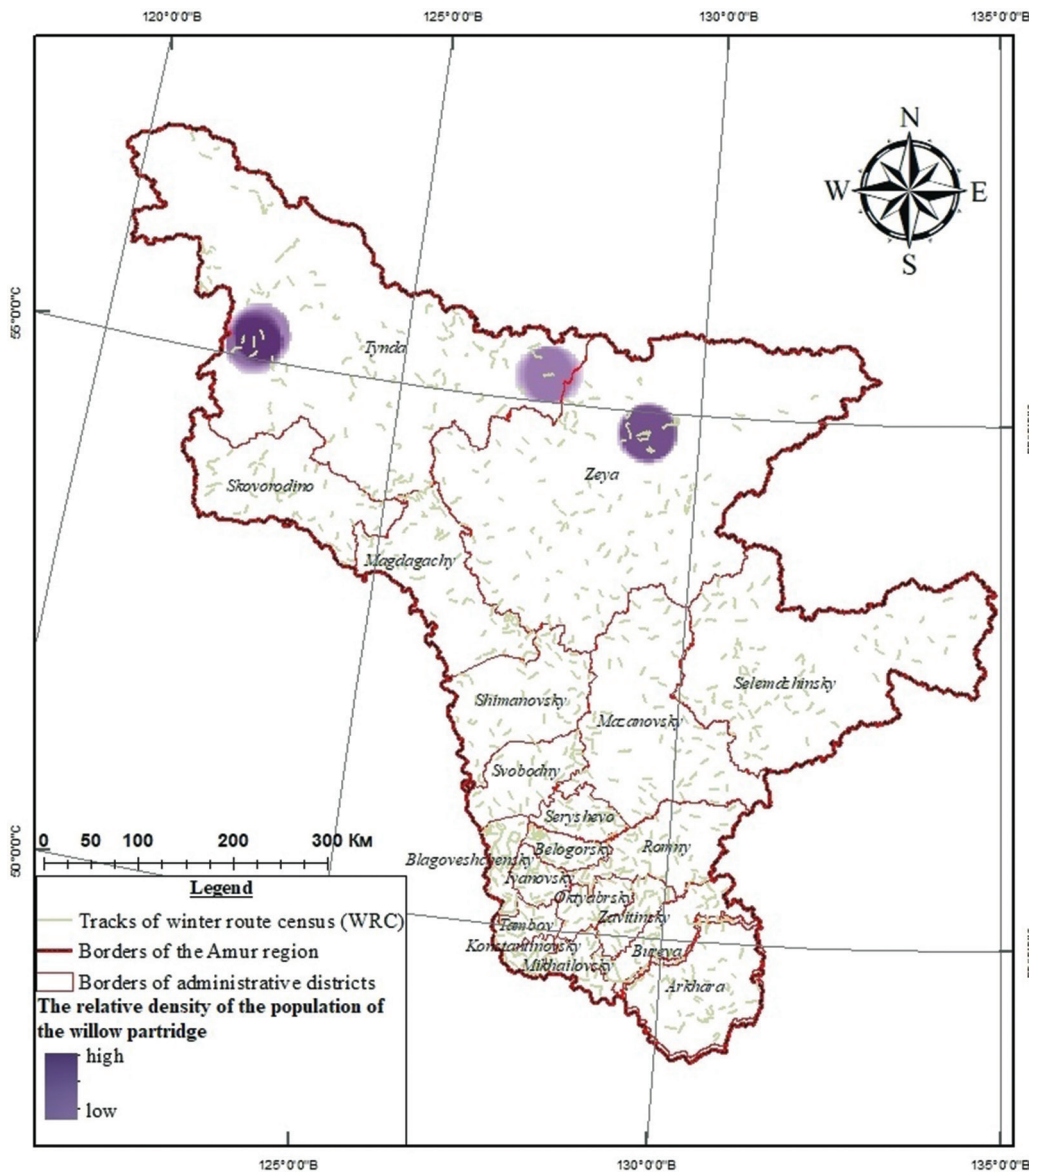 120°0'0"В 125°0'0"В 130°0'0"В 135°0'0"В
N
W E
S
55°0'0"С
Tynda
Zeya
Skovorodino
Magdagachy
Selemdzhinsky
Shimanovsky
Mazanovsky
Svobodny
Seryshevo
0 50 100 200 300 Км
Belogorsky
Romny
Blagoveshchensky
50°0'0"С
Ivanovsky
Oktyabrsky
Zavitinsky
Tambov
Konstantinovsky
Bureya
Mikhailovsky
Arkhara
Legend
Tracks of winter route census (WRC)
Borders of the Amur region
Borders of administrative districts
The relative density of the population of
the willow partridge
high
low
125°0'0"В 130°0'0"В 135°0'0"В